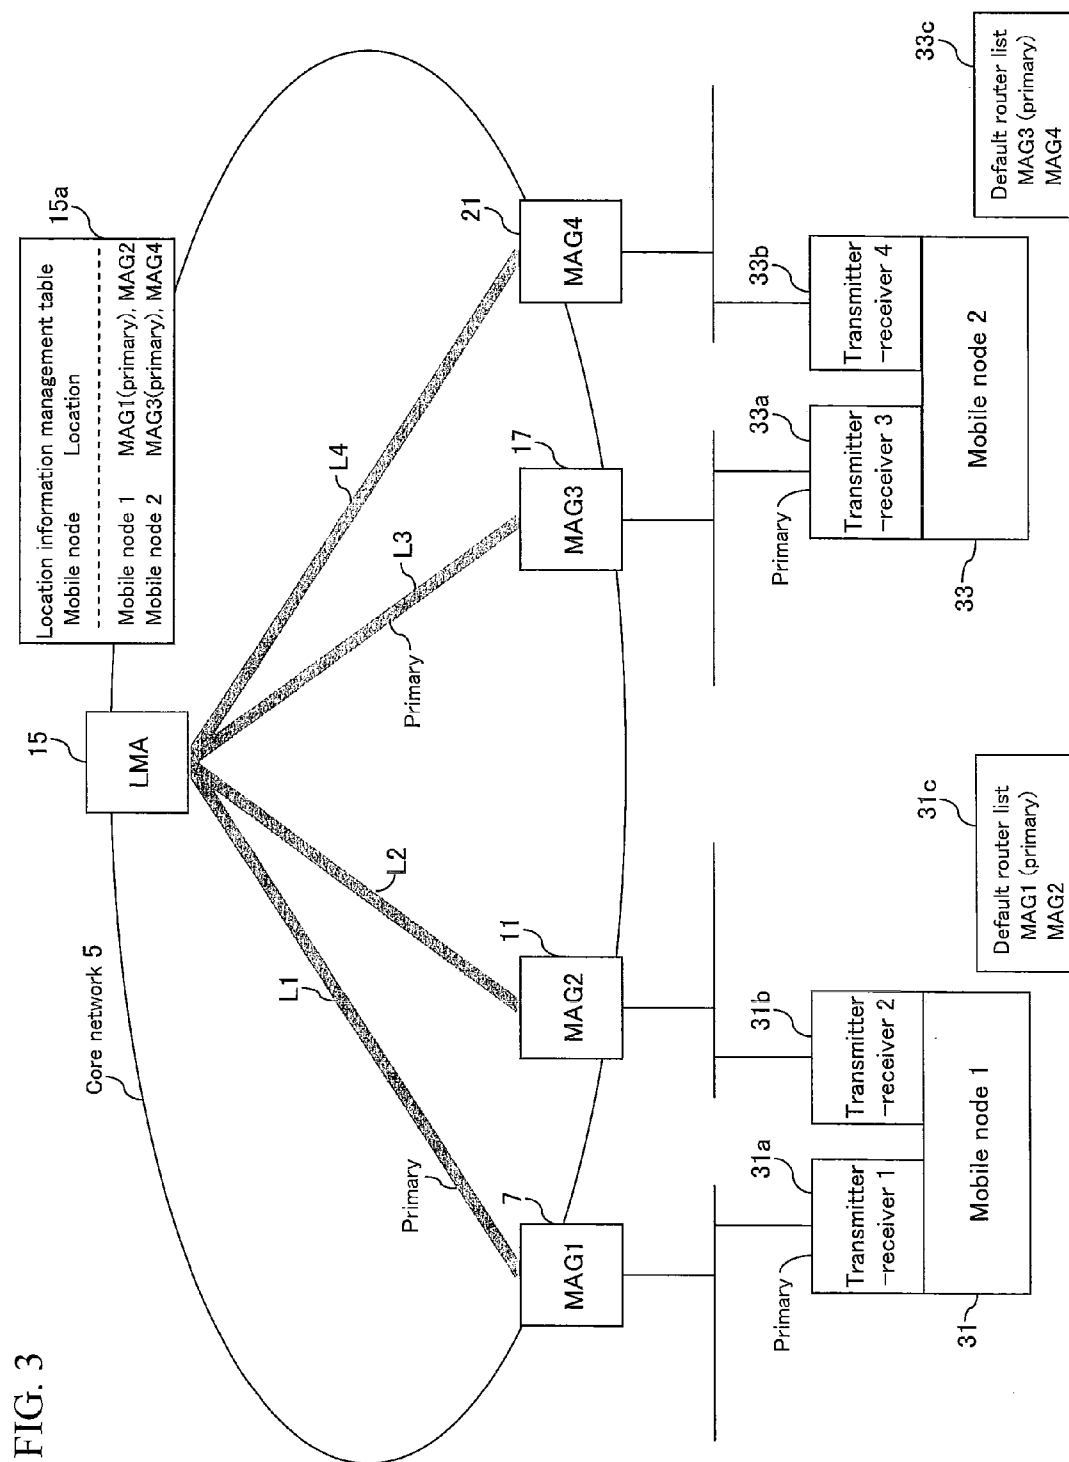 FIG. 3
Core network 5
15
LMA
15a
Location information management table
Mobile node Location
Mobile node 1 MAG1(primary), MAG2
Mobile node 2 MAG3(primary), MAG4
L1
L2
L3
L4
Primary
Primary
7
MAG1
11
MAG2
17
MAG3
21
MAG4
Primary
31a
Transmitter
-receiver 1
31b
Transmitter
-receiver 2
31
Mobile node 1
31c
Default router list
MAG1 (primary)
MAG2
Primary
33a
Transmitter
-receiver 3
33b
Transmitter
-receiver 4
33
Mobile node 2
33c
Default router list
MAG3 (primary)
MAG4